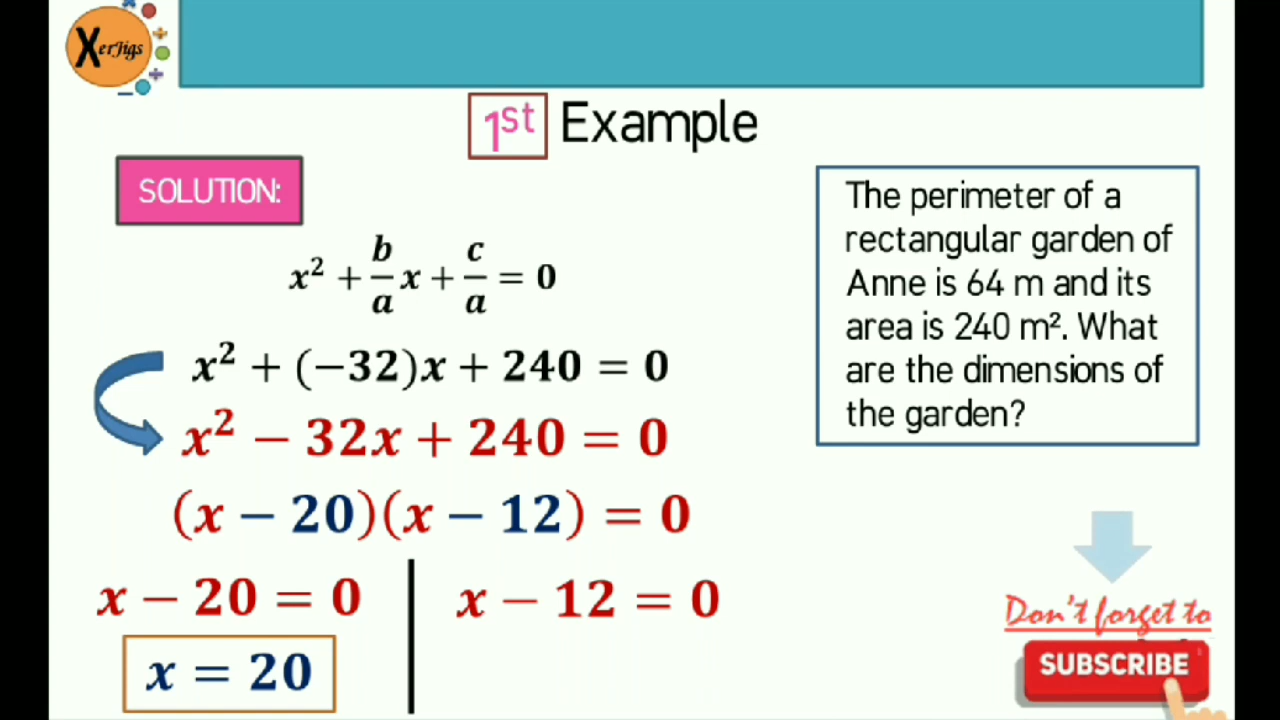 XerJigs
1st Example
SOLUTION:
x² + b/a x + c/a = 0
x² + (−32)x + 240 = 0
x² − 32x + 240 = 0
(x − 20)(x − 12) = 0
x − 20 = 0
x − 12 = 0
x = 20
The perimeter of a
rectangular garden of
Anne is 64 m and its
area is 240 m². What
are the dimensions of
the garden?
Don't forget to
SUBSCRIBE